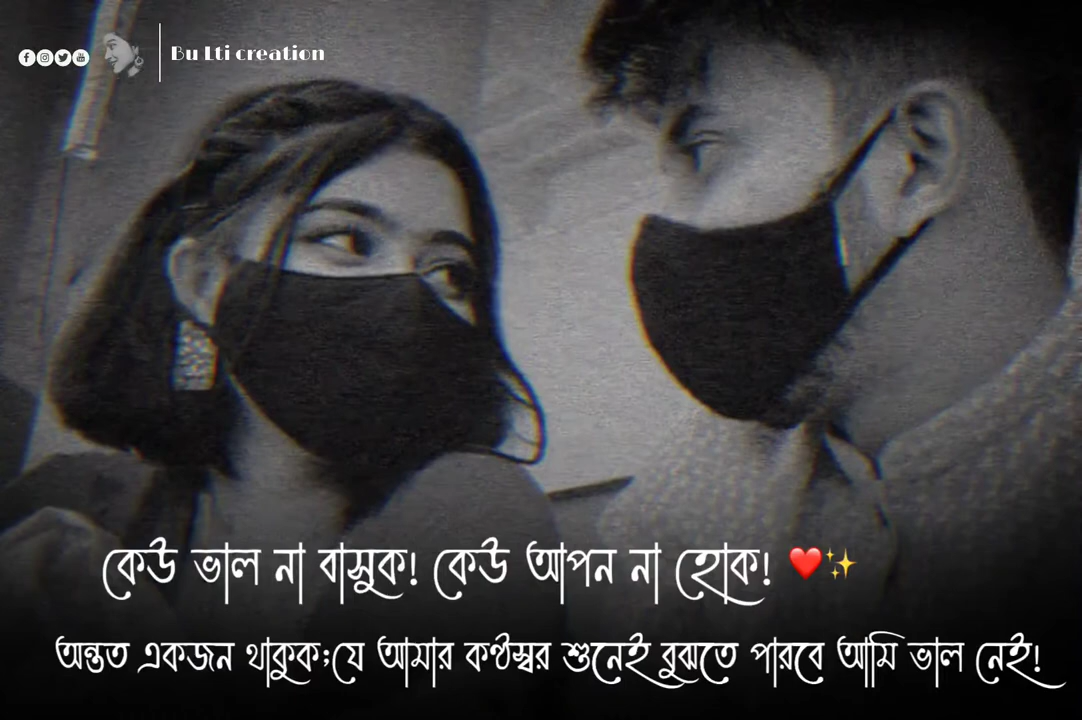 Bu Lti creation
কেউ ভাল না বাসুক! কেউ আপন না হোক! ❤️✨
অন্তত একজন থাকুক;যে আমার কণ্ঠস্বর শুনেই বুঝতে পারবে আমি ভাল নেই!